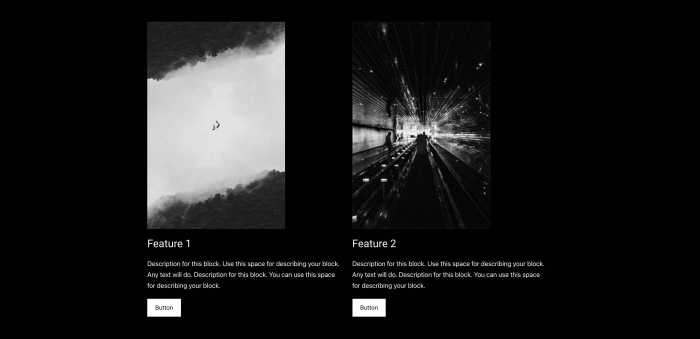 Feature 1
Description for this block. Use this space for describing your block.
Any text will do. Description for this block. You can use this space
for describing your block.
Button
Feature 2
Description for this block. Use this space for describing your block.
Any text will do. Description for this block. You can use this space
for describing your block.
Button